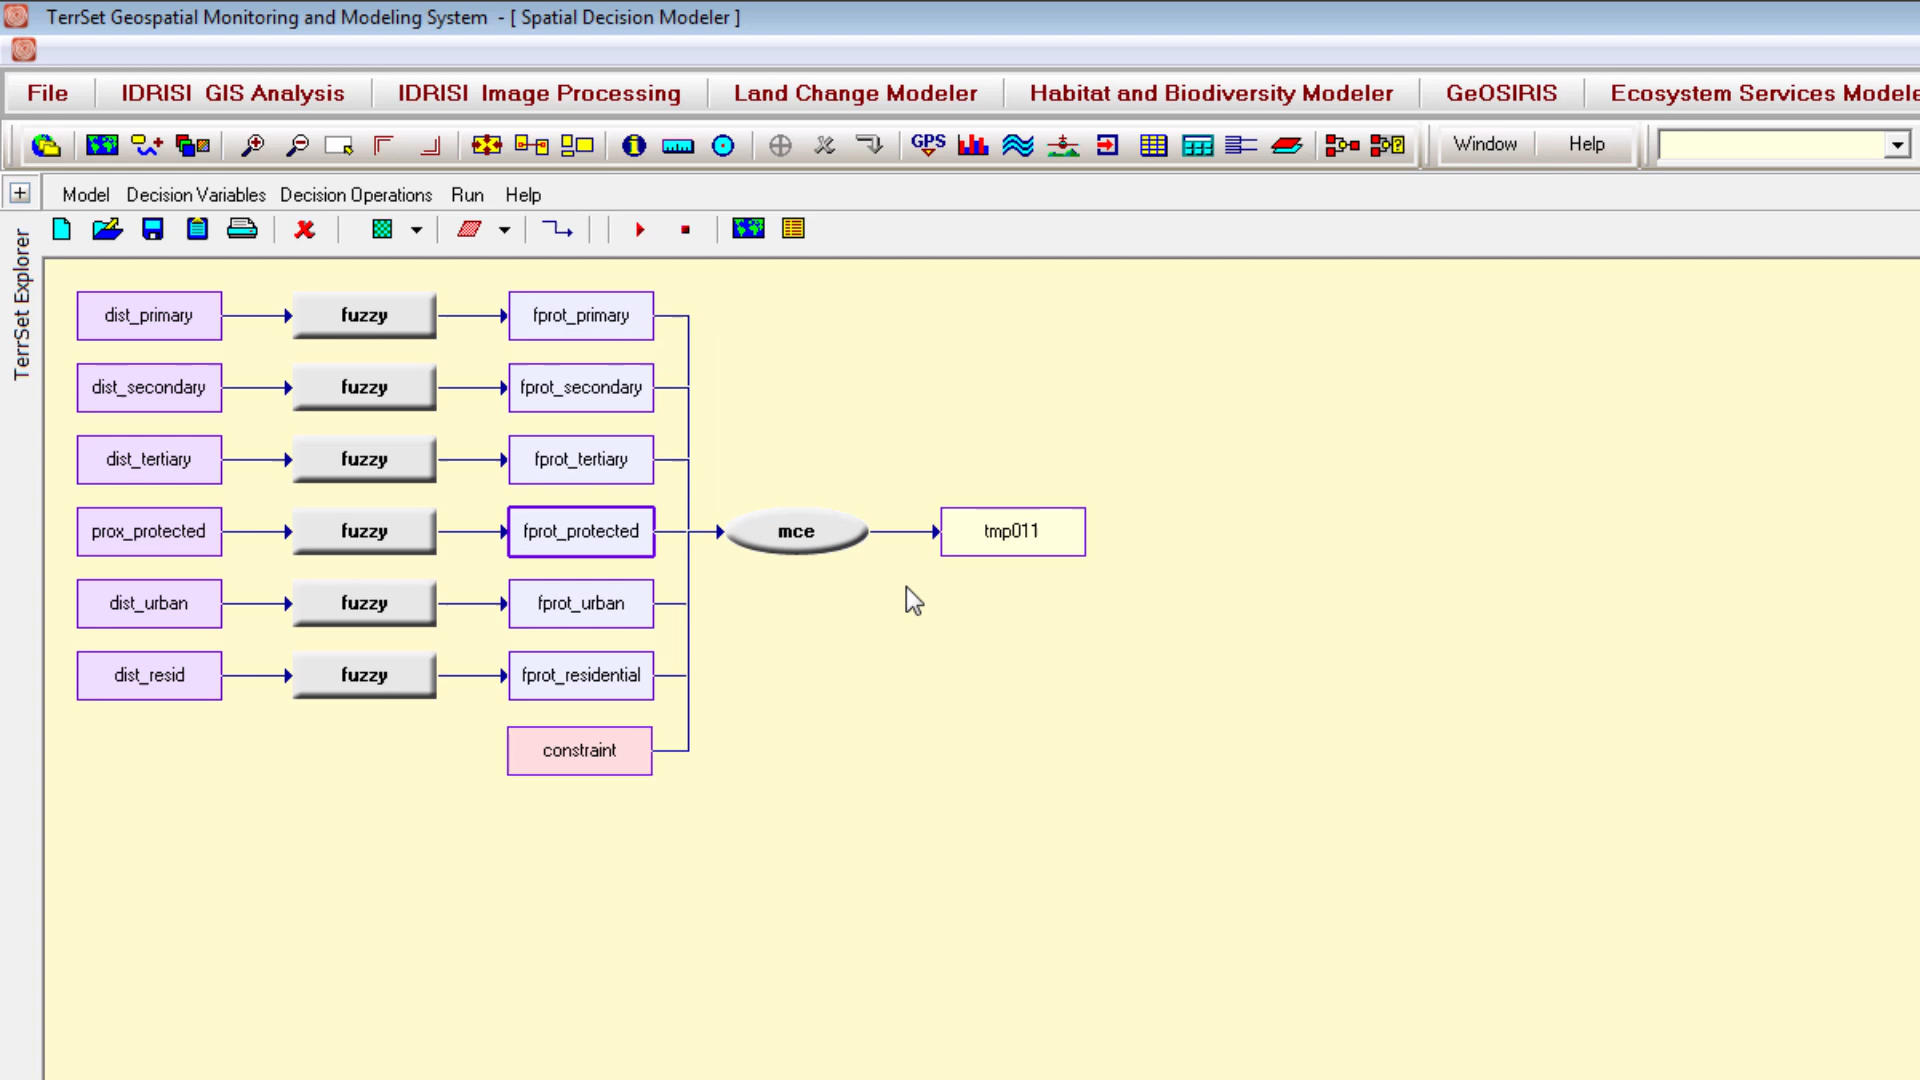 TerrSet Geospatial Monitoring and Modeling System - [ Spatial Decision Modeler ]
File IDRISI GIS Analysis IDRISI Image Processing Land Change Modeler Habitat and Biodiversity Modeler GeOSIRIS Ecosystem Services Modele
GPS Window Help
Model Decision Variables Decision Operations Run Help
TerrSet Explorer
dist_primary fuzzy fprot_primary
dist_secondary fuzzy fprot_secondary
dist_tertiary fuzzy fprot_tertiary
prox_protected fuzzy fprot_protected mce tmp011
dist_urban fuzzy fprot_urban
dist_resid fuzzy fprot_residential
constraint